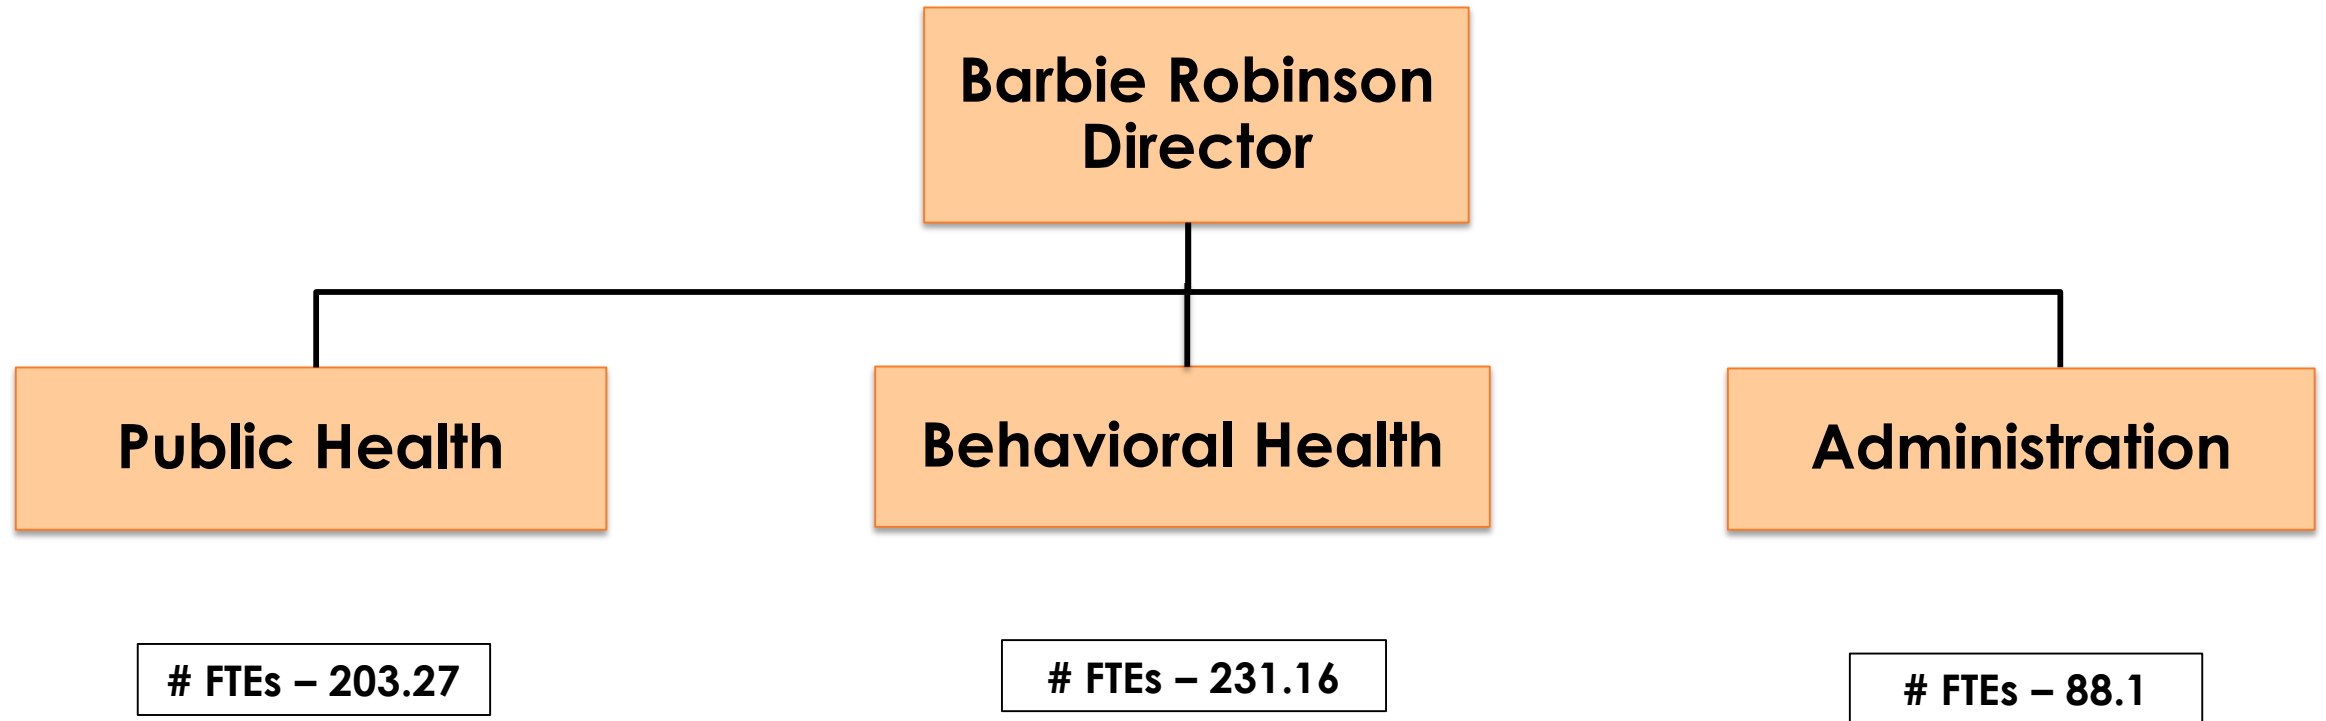 Barbie Robinson
Director
Public Health
Behavioral Health
Administration
# FTEs – 203.27
# FTEs – 231.16
# FTEs – 88.1